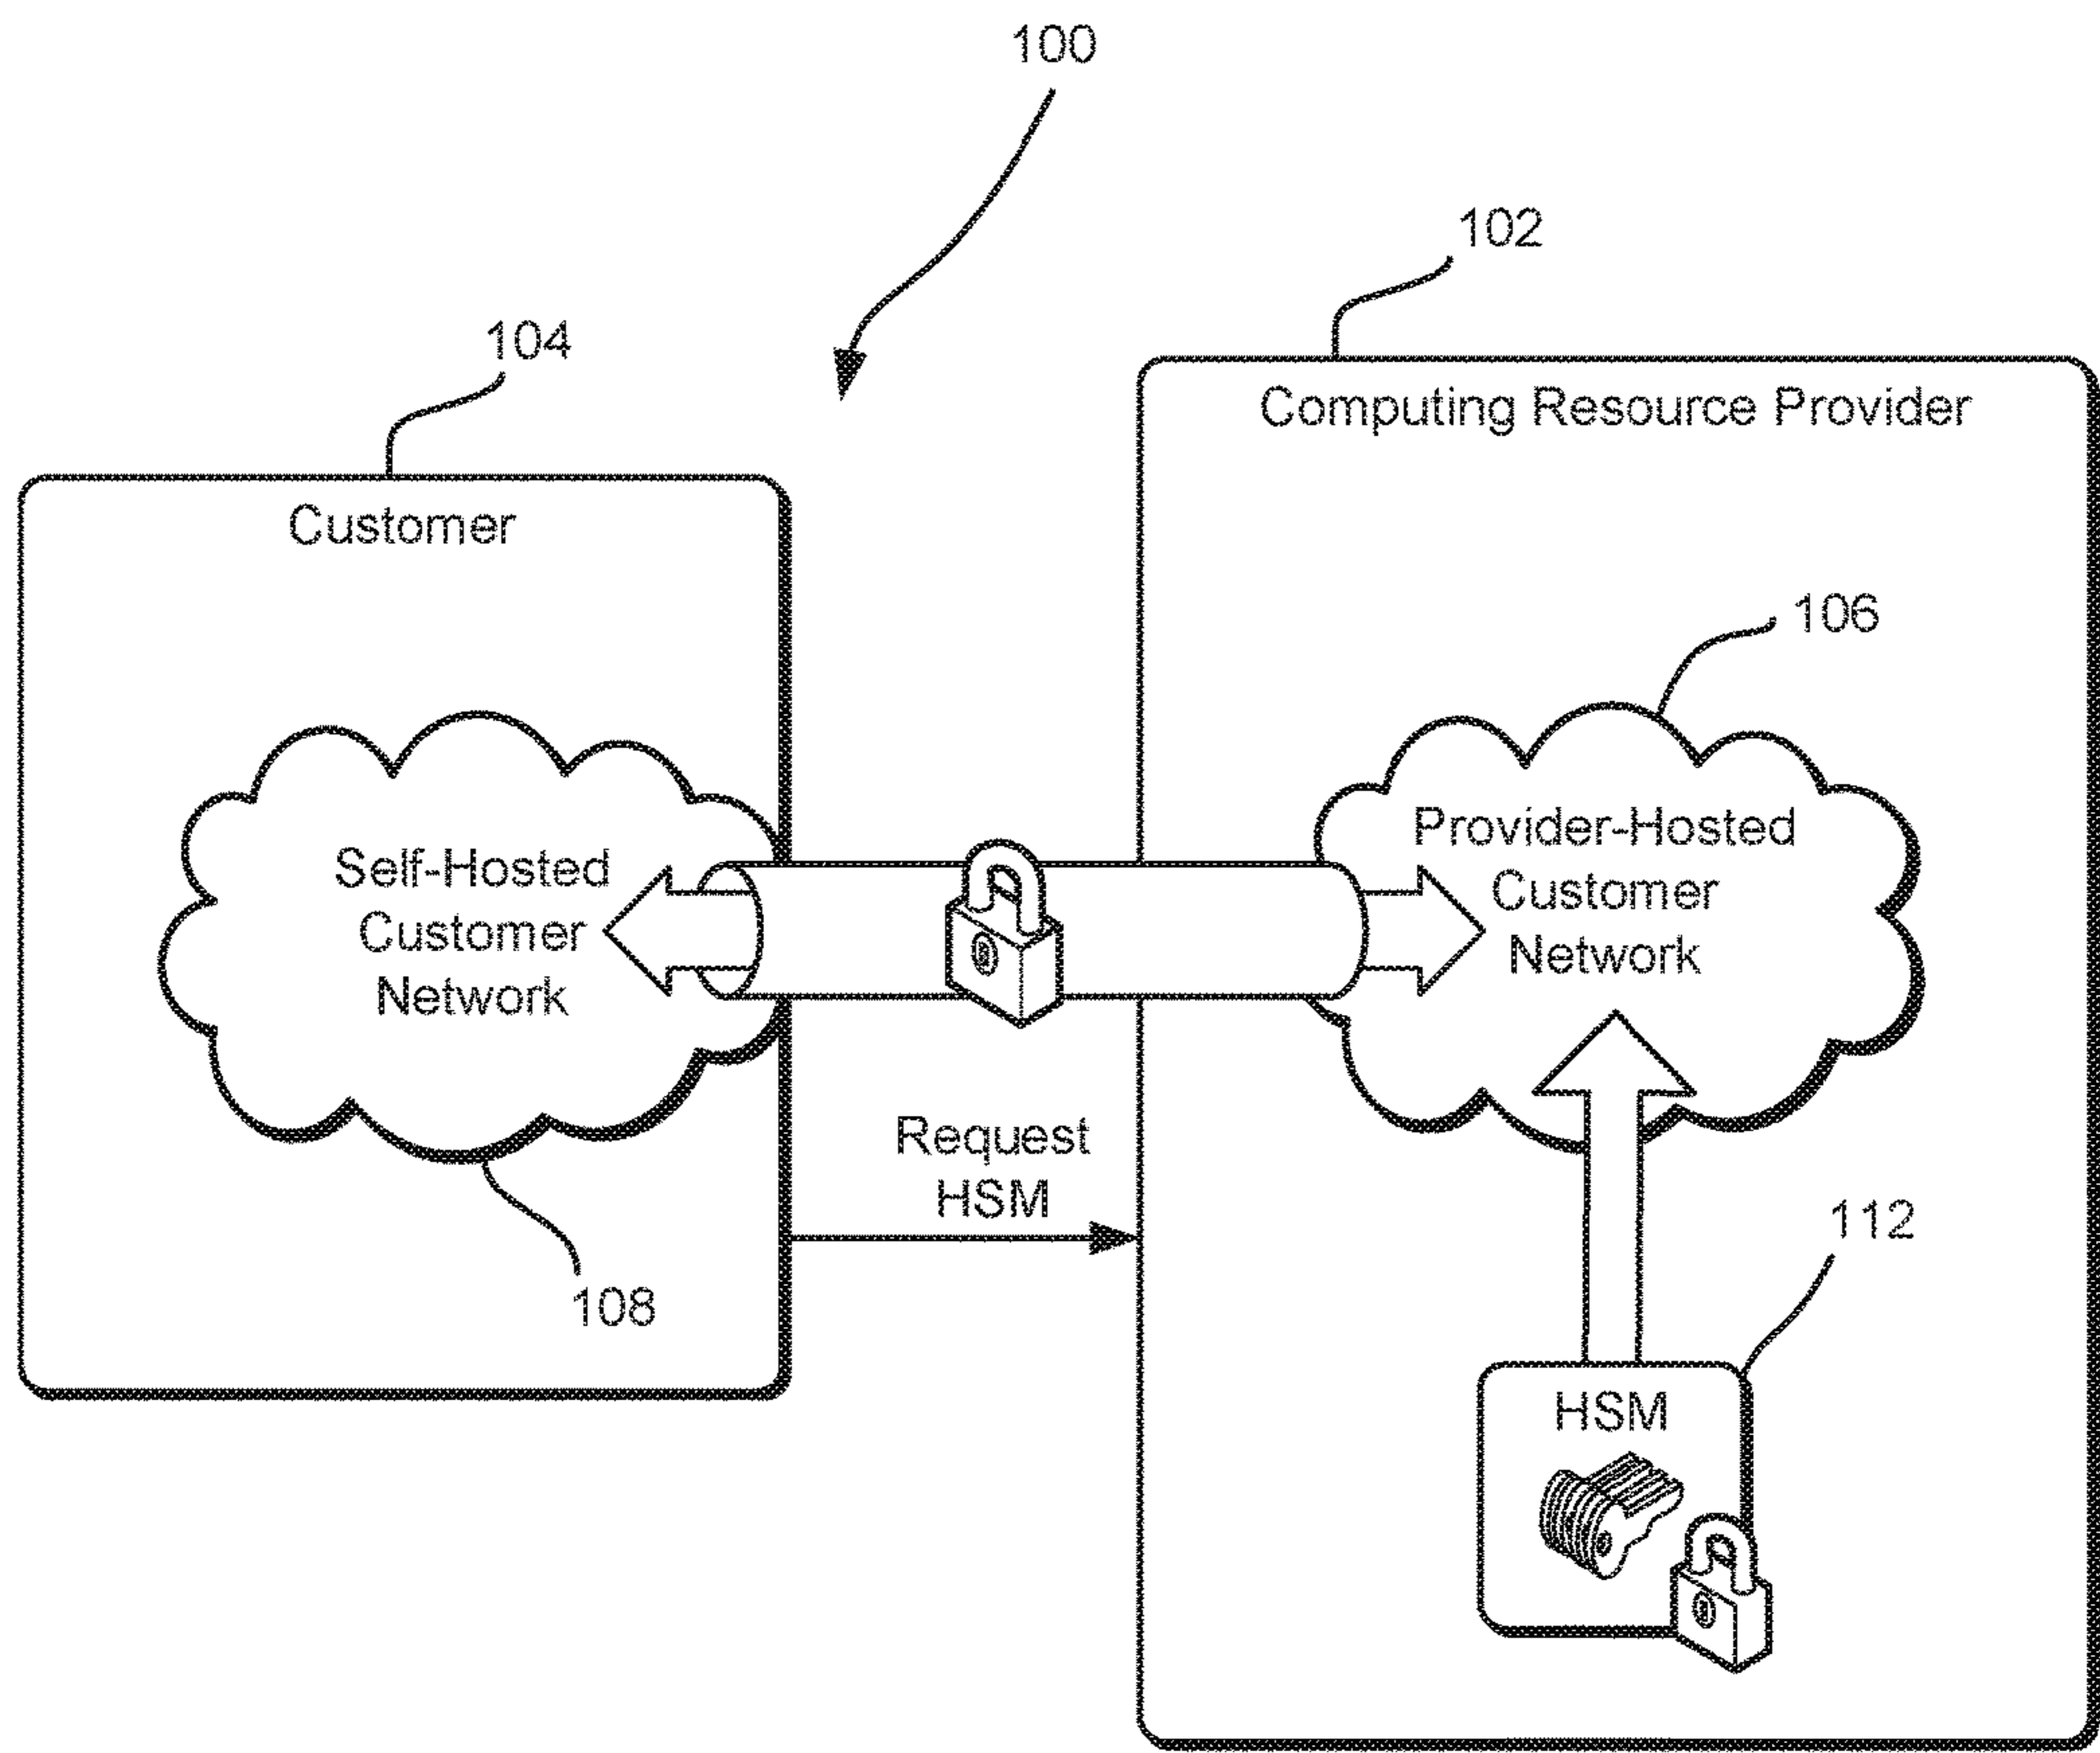 100
102
104
Computing Resource Provider
Customer
106
Provider-Hosted
Customer
Network
Self-Hosted
Customer
Network
Request
HSM
112
108
HSM